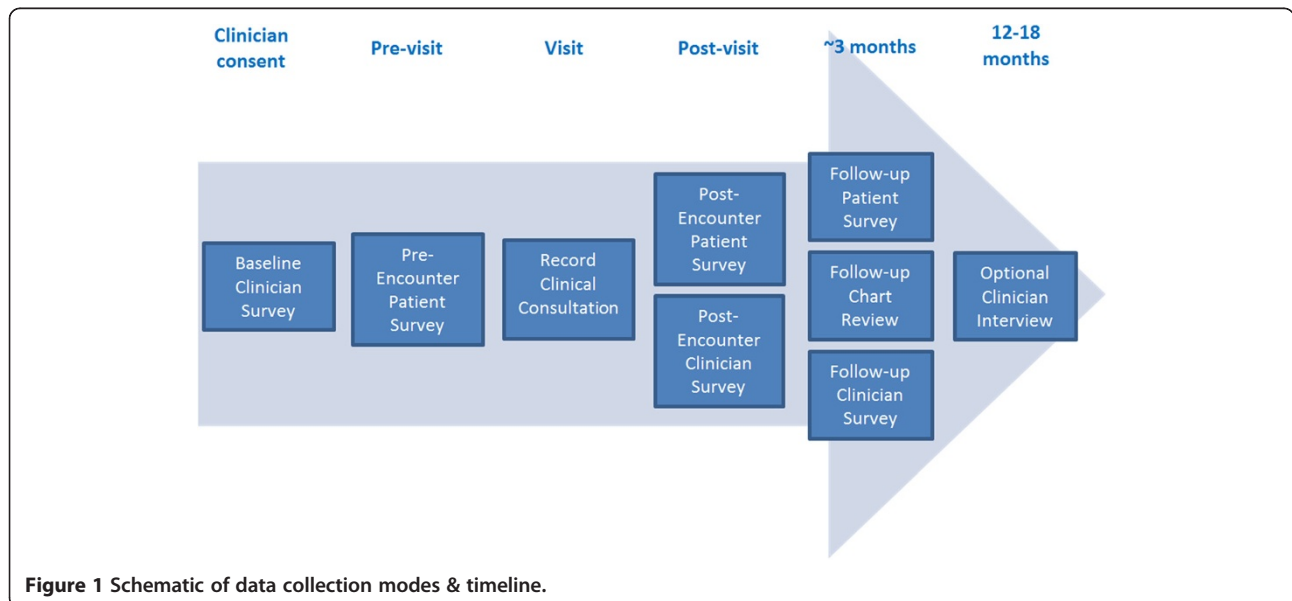 Clinician
consent
Pre-visit
Visit
Post-visit
~3 months
12-18
months
Baseline
Clinician
Survey
Pre-
Encounter
Patient
Survey
Record
Clinical
Consultation
Post-
Encounter
Patient
Survey
Post-
Encounter
Clinician
Survey
Follow-up
Patient
Survey
Follow-up
Chart
Review
Follow-up
Clinician
Survey
Optional
Clinician
Interview
Figure 1 Schematic of data collection modes & timeline.